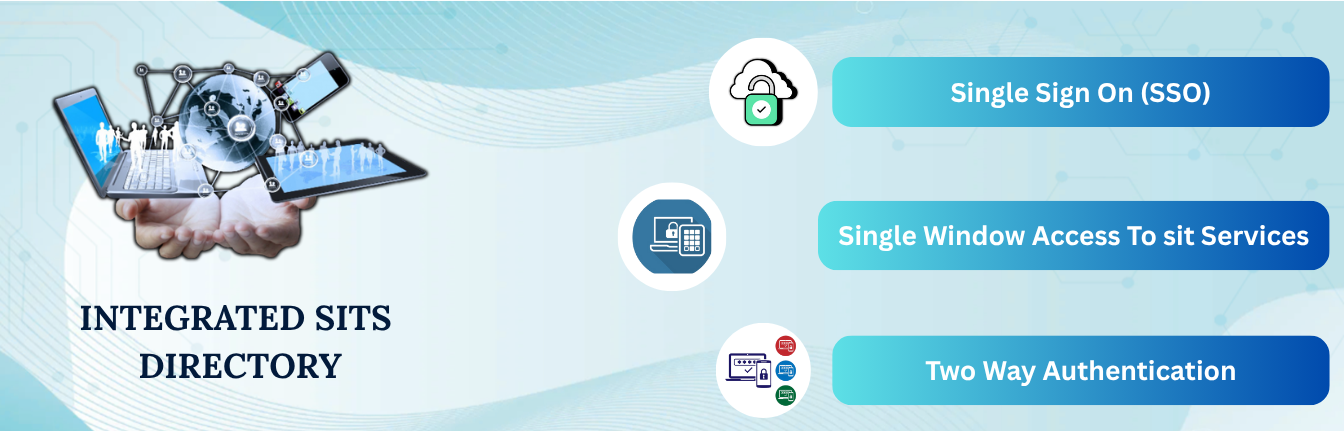 INTEGRATED SITS
DIRECTORY
Single Sign On (SSO)
Single Window Access To sit Services
Two Way Authentication